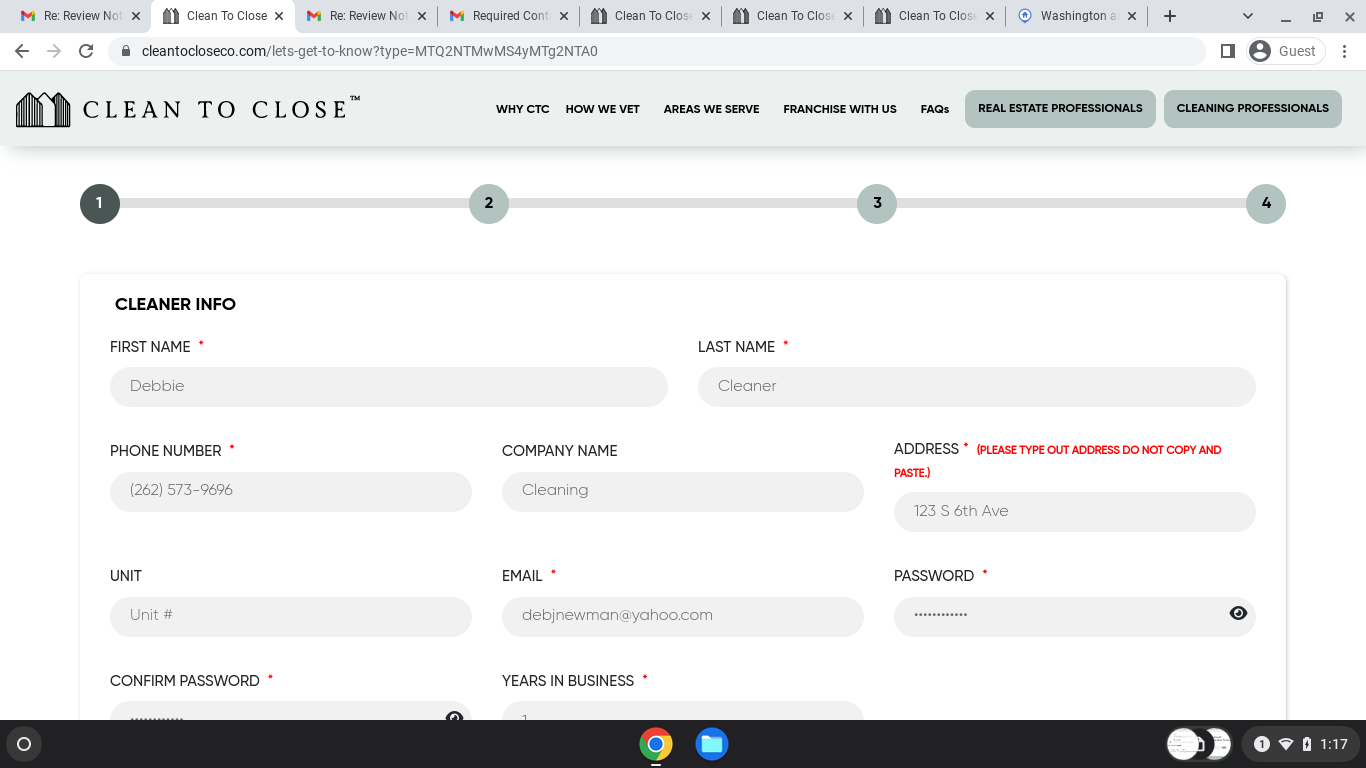 Re: Review Not
Clean To Close
Re: Review Not
Required Cont
Clean To Close
Clean To Close
Clean To Close
Washington a
cleantocloseco.com/lets-get-to-know?type=MTQ2NTMwMS4yMTg2NTA0
Guest
CLEAN TO CLOSE™
WHY CTC HOW WE VET AREAS WE SERVE FRANCHISE WITH US FAQs REAL ESTATE PROFESSIONALS CLEANING PROFESSIONALS
1 2 3 4
CLEANER INFO
FIRST NAME * LAST NAME *
Debbie Cleaner
PHONE NUMBER * COMPANY NAME ADDRESS * (PLEASE TYPE OUT ADDRESS DO NOT COPY AND
PASTE.)
(262) 573-9696 Cleaning 123 S 6th Ave
UNIT EMAIL * PASSWORD *
Unit # debjnewman@yahoo.com ••••••••••••
CONFIRM PASSWORD * YEARS IN BUSINESS *
•••••••••••• 1
1 1:17